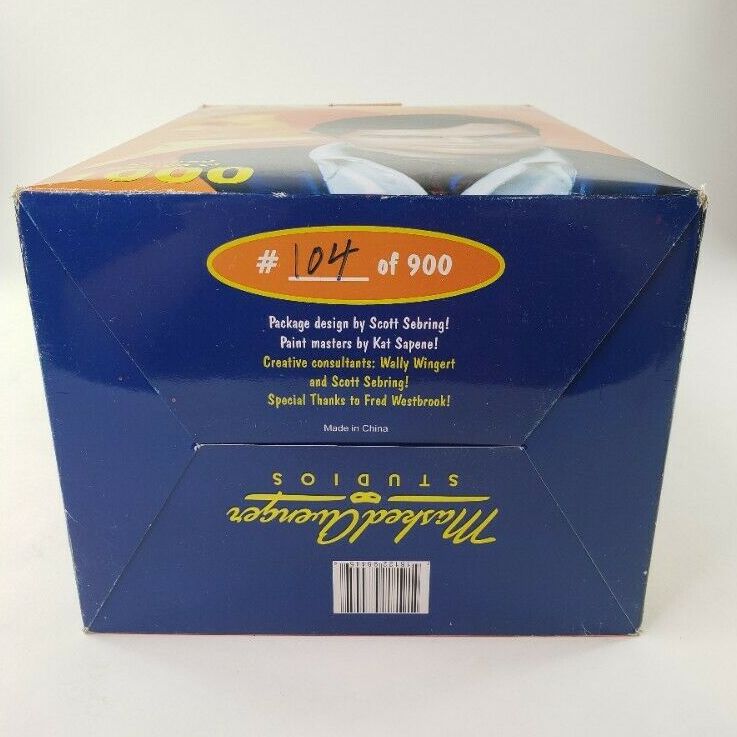 # 104 of 900
Package design by Scott Sebring!
Paint masters by Kat Sapene!
Creative consultants: Wally Wingert
and Scott Sebring!
Special Thanks to Fred Westbrook!
Made in China
Masked Avenger
STUDIOS